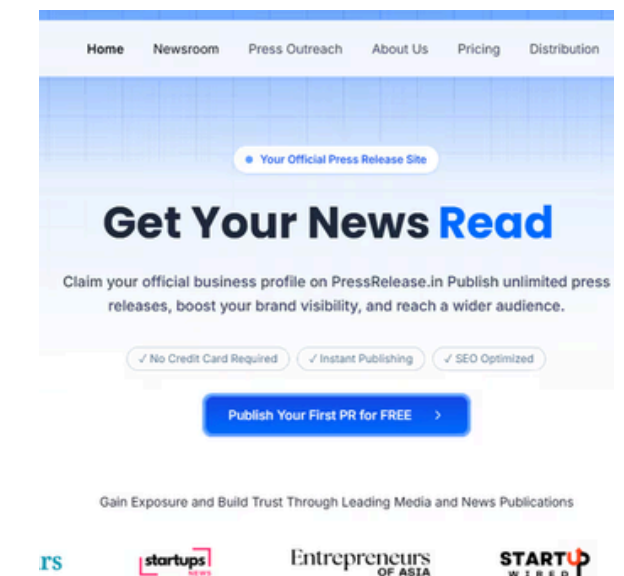 Home Newsroom Press Outreach About Us Pricing Distribution
Your Official Press Release Site
Get Your News Read
Claim your official business profile on PressRelease.in Publish unlimited press
releases, boost your brand visibility, and reach a wider audience.
✓ No Credit Card Required ✓ Instant Publishing ✓ SEO Optimized
Publish Your First PR for FREE >
Gain Exposure and Build Trust Through Leading Media and News Publications
rs startups Entrepreneurs STARTUP
NEWS OF ASIA WIRED